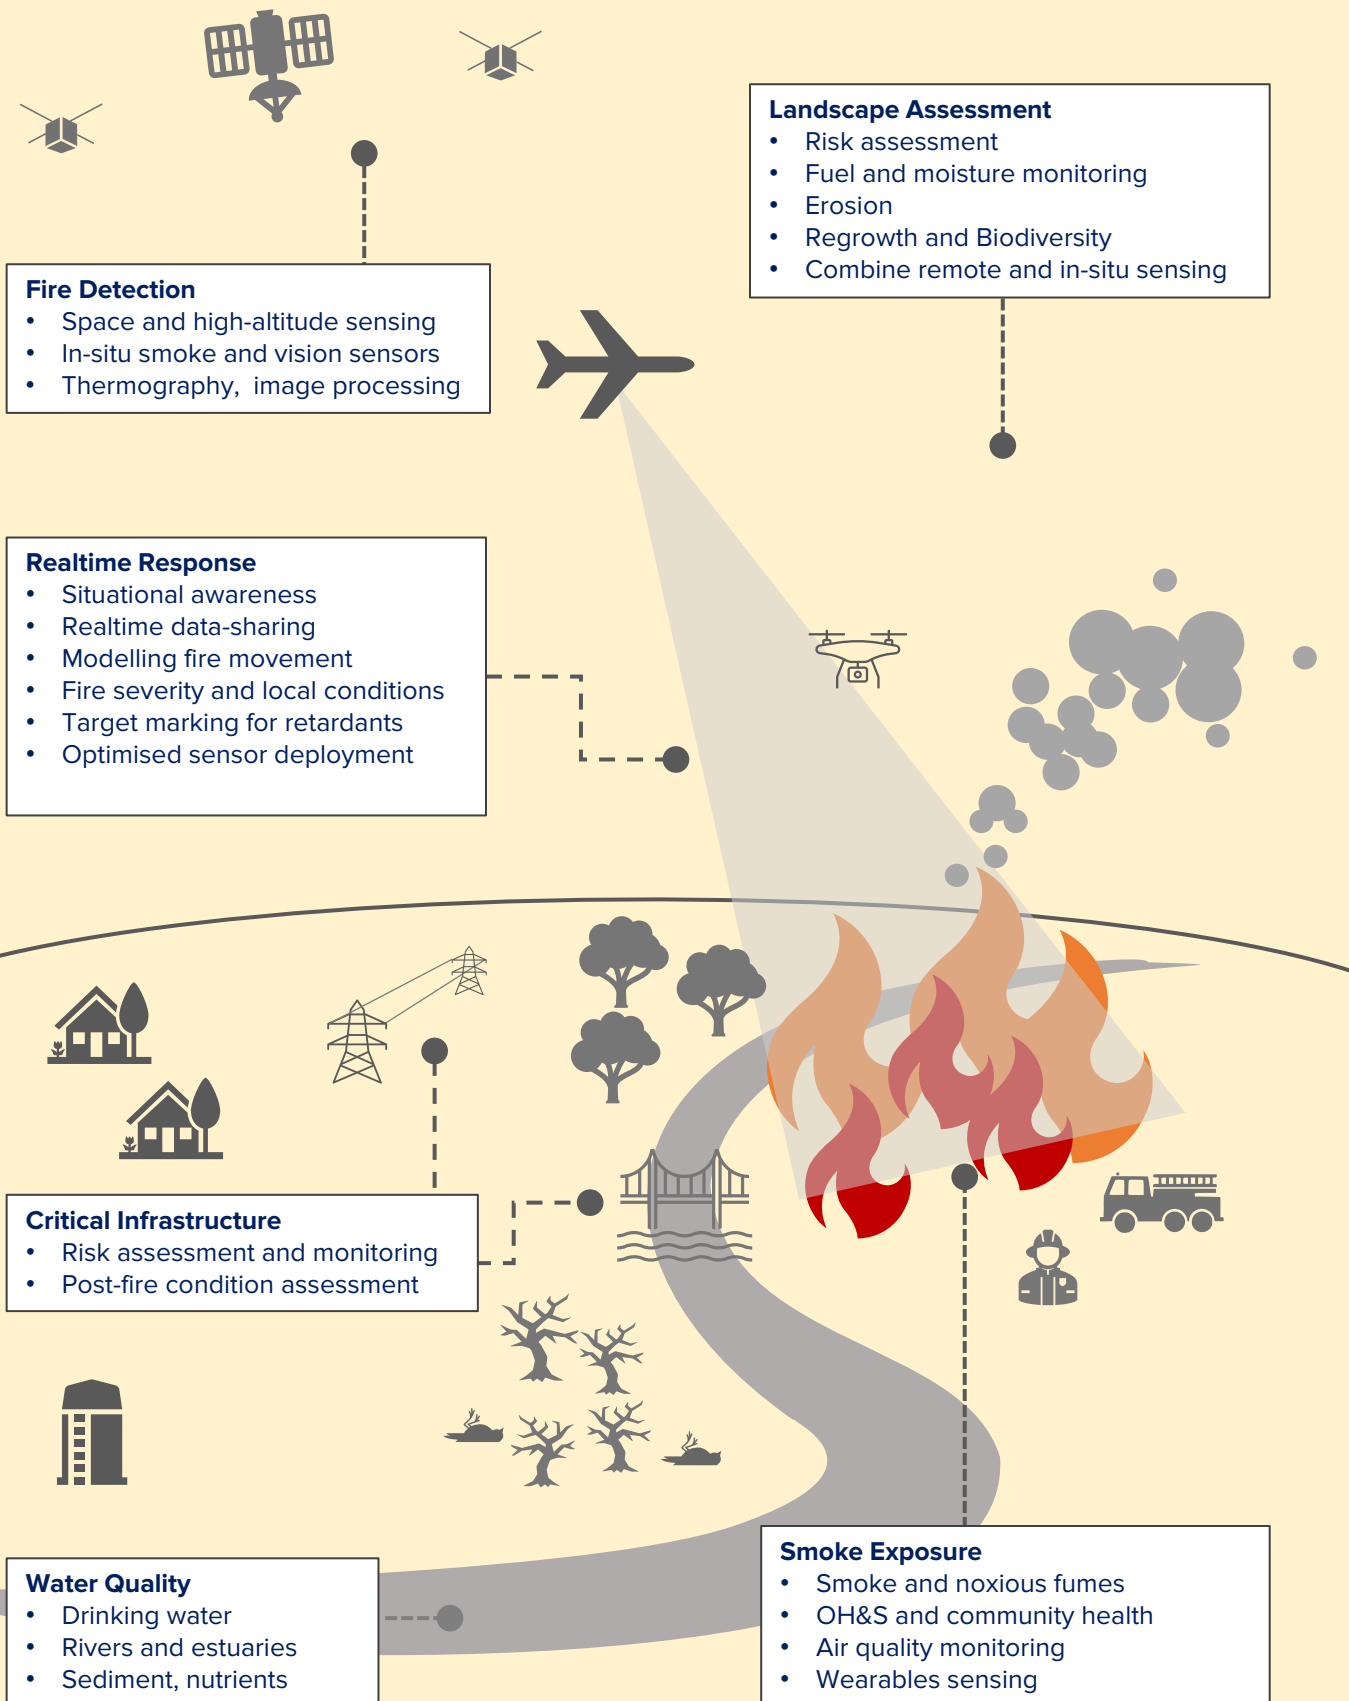 Landscape Assessment
• Risk assessment
• Fuel and moisture monitoring
• Erosion
• Regrowth and Biodiversity
• Combine remote and in-situ sensing
Fire Detection
• Space and high-altitude sensing
• In-situ smoke and vision sensors
• Thermography, image processing
Realtime Response
• Situational awareness
• Realtime data-sharing
• Modelling fire movement
• Fire severity and local conditions
• Target marking for retardants
• Optimised sensor deployment
Critical Infrastructure
• Risk assessment and monitoring
• Post-fire condition assessment
Water Quality
• Drinking water
• Rivers and estuaries
• Sediment, nutrients
Smoke Exposure
• Smoke and noxious fumes
• OH&S and community health
• Air quality monitoring
• Wearables sensing